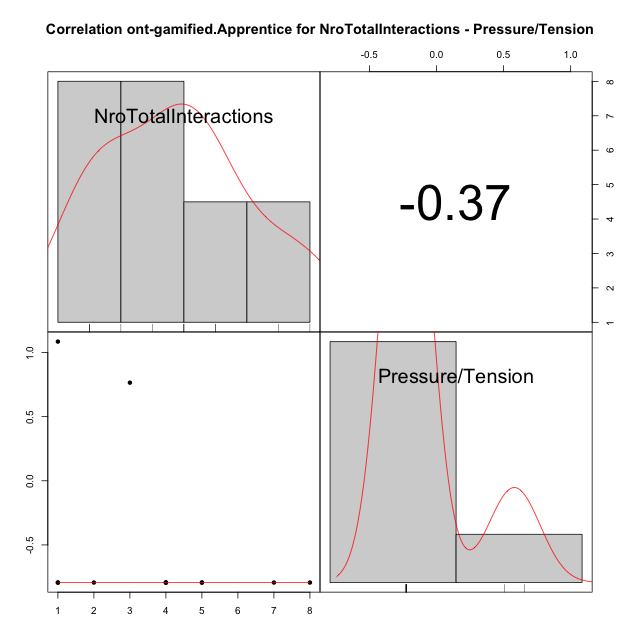 Correlation ont-gamified.Apprentice for NroTotalInteractions - Pressure/Tension
-0.5 0.0 0.5 1.0
NroTotalInteractions
-0.37
8
7
6
5
4
3
2
1
1.0
0.5
0.0
-0.5
Pressure/Tension
1 2 3 4 5 6 7 8